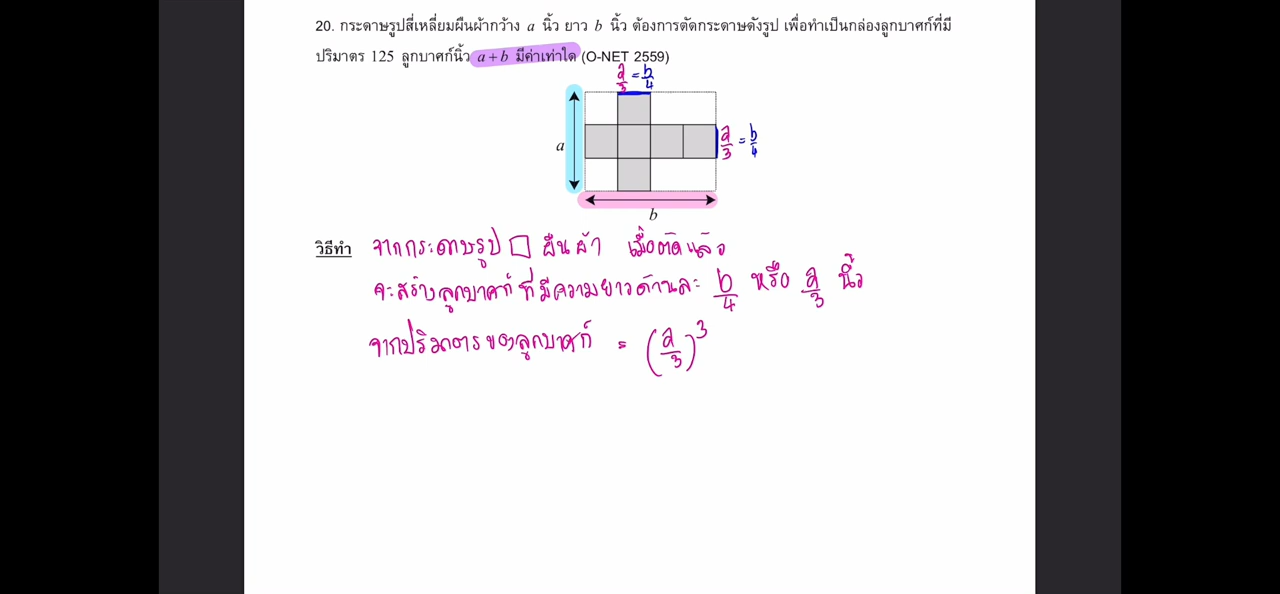 20. กระดาษรูปสี่เหลี่ยมผืนผ้ากว้าง a นิ้ว ยาว b นิ้ว ต้องการตัดกระดาษดังรูป เพื่อทำเป็นกล่องลูกบาศก์ที่มี
ปริมาตร 125 ลูกบาศก์นิ้ว a + b มีค่าเท่าใด (O-NET 2559)
a/3 = b/4
a
a/3 = b/4
b
วิธีทำ จากกระดาษรูป □ ผืนผ้า เมื่อตัดแล้ว
จะสร้างลูกบาศก์ ที่มีความยาวด้านละ b/4 หรือ a/3 นิ้ว
จากปริมาตรของลูกบาศก์ = (a/3)³